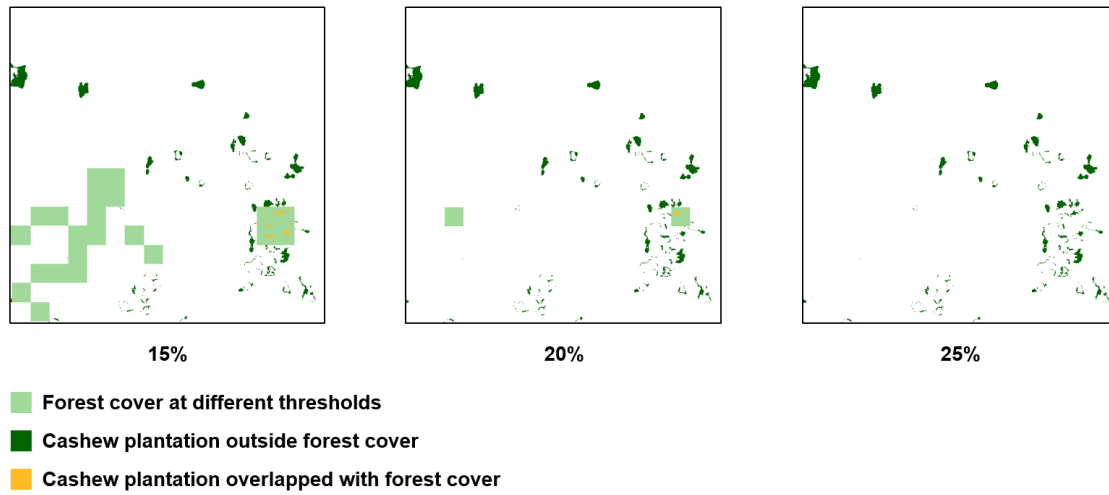 15%
20%
25%
Forest cover at different thresholds
Cashew plantation outside forest cover
Cashew plantation overlapped with forest cover